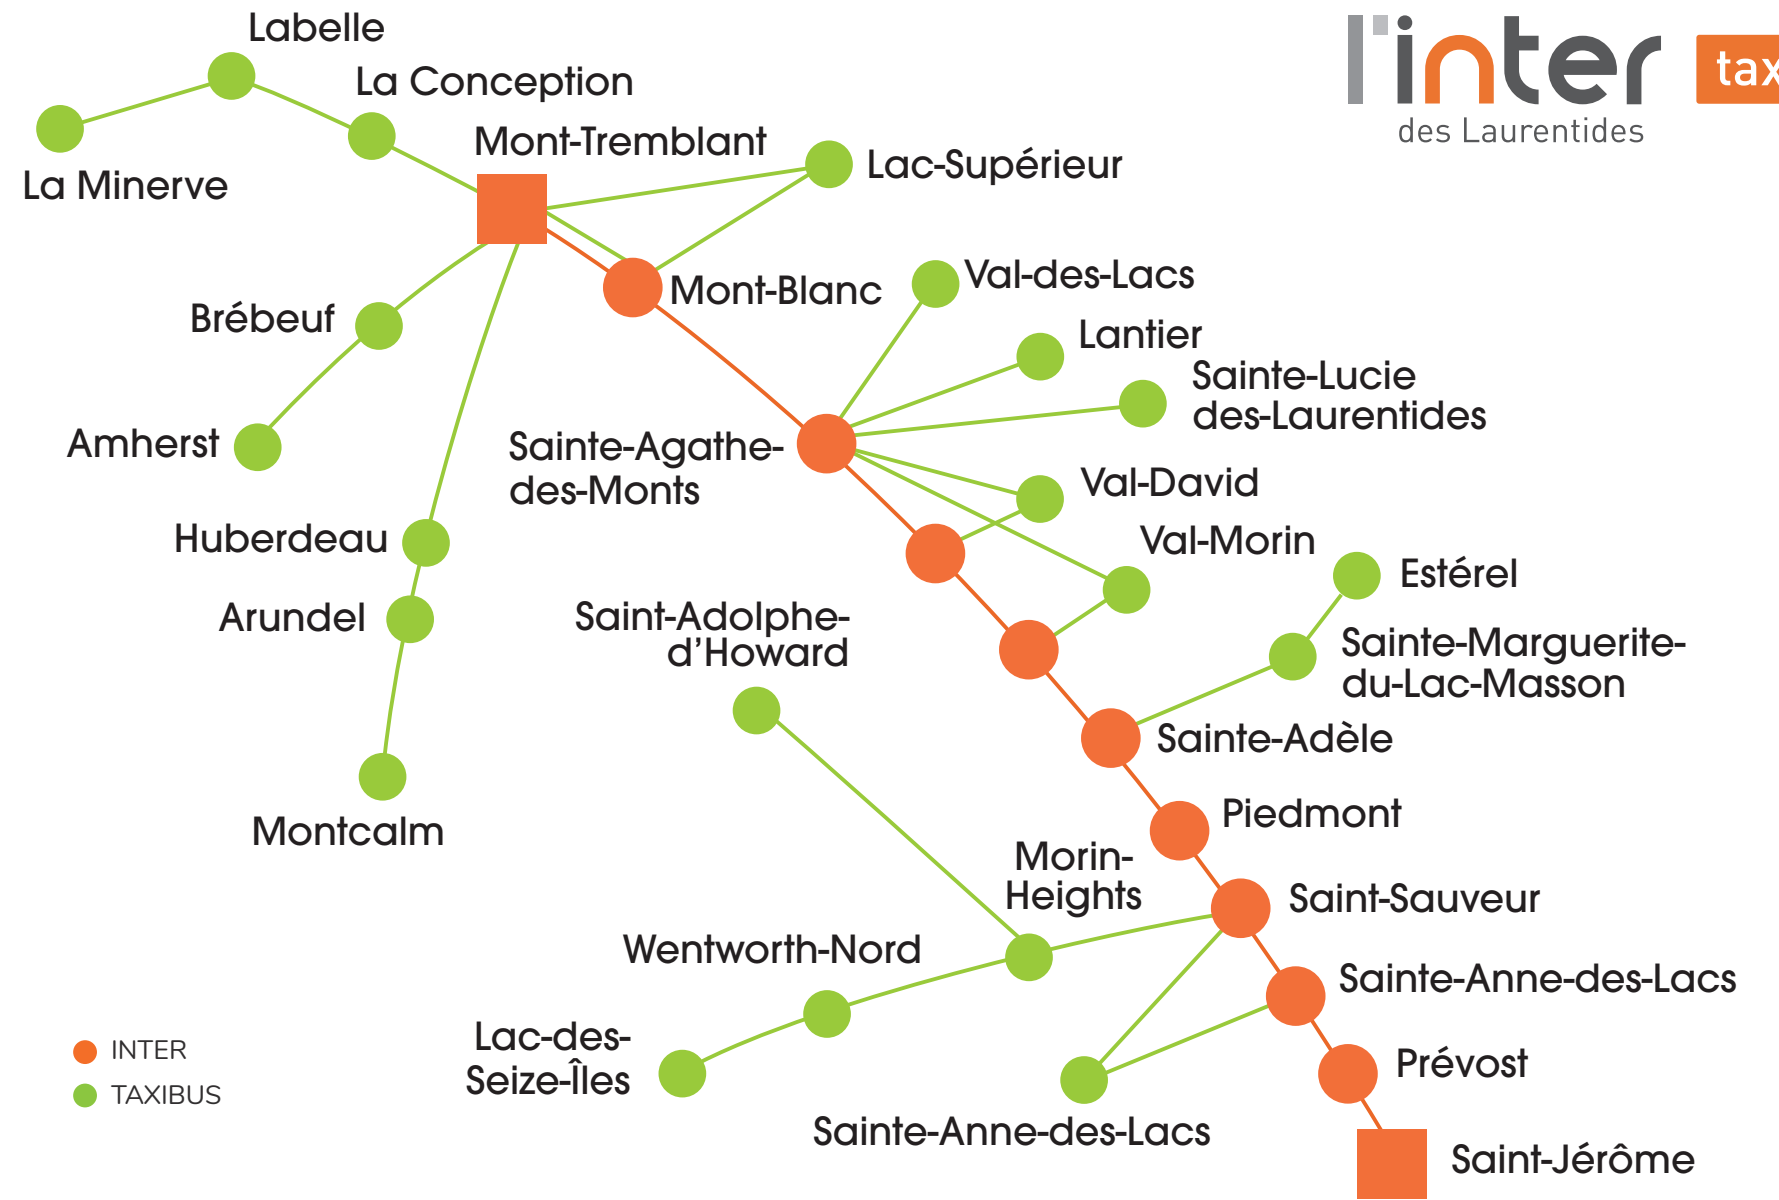 Labelle
La Conception
l'inter
tax
des Laurentides
Mont-Tremblant
Lac-Supérieur
La Minerve
Val-des-Lacs
Mont-Blanc
Brébeuf
Lantier
Sainte-Lucie
des-Laurentides
Amherst
Sainte-Agathe-
des-Monts
Val-David
Huberdeau
Val-Morin
Estérel
Arundel
Saint-Adolphe-
d’Howard
Sainte-Marguerite-
du-Lac-Masson
Sainte-Adèle
Montcalm
Piedmont
Morin-
Heights
Saint-Sauveur
Wentworth-Nord
Sainte-Anne-des-Lacs
Lac-des-
Seize-Îles
INTER
TAXIBUS
Prévost
Sainte-Anne-des-Lacs
Saint-Jérôme